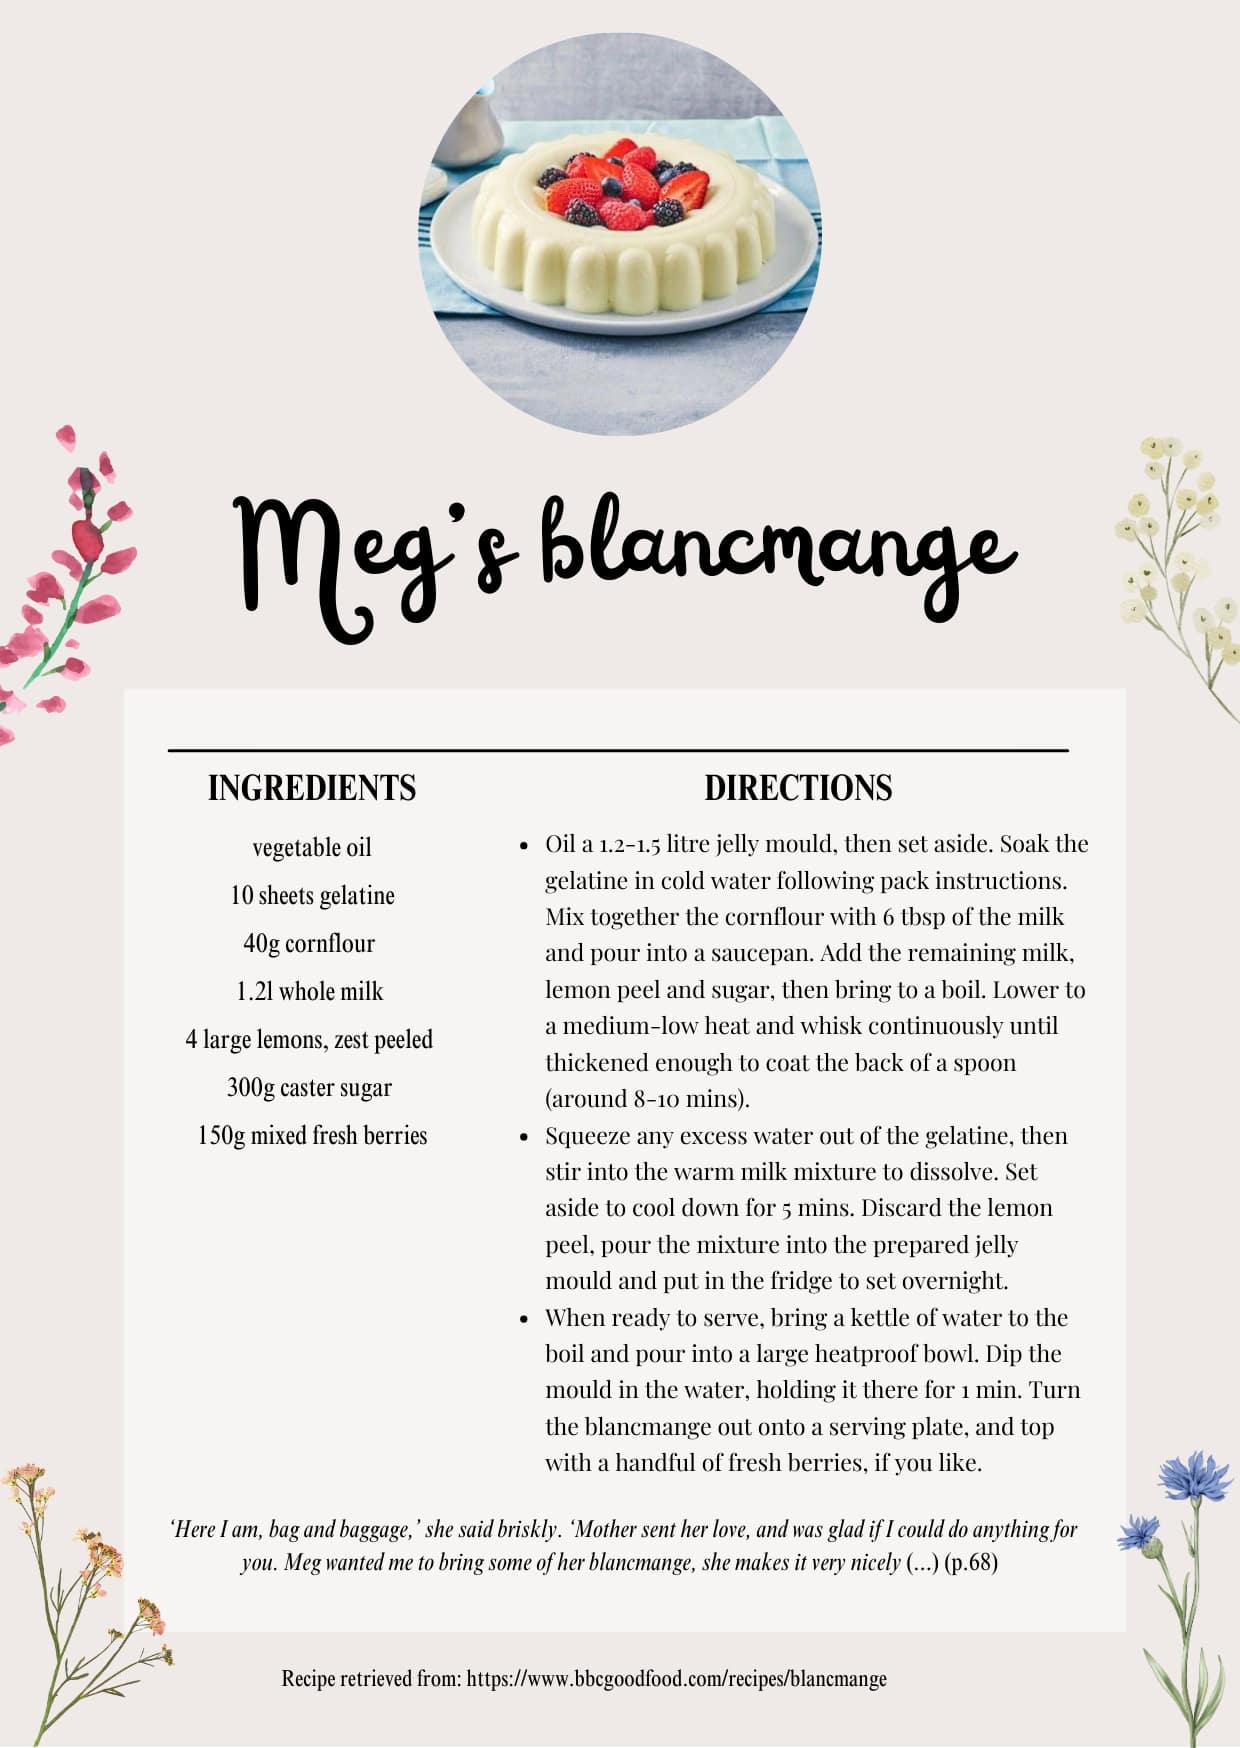 Meg's blancmange
INGREDIENTS
vegetable oil
10 sheets gelatine
40g cornflour
1.2l whole milk
4 large lemons, zest peeled
300g caster sugar
150g mixed fresh berries
DIRECTIONS
• Oil a 1.2-1.5 litre jelly mould, then set aside. Soak the
gelatine in cold water following pack instructions.
Mix together the cornflour with 6 tbsp of the milk
and pour into a saucepan. Add the remaining milk,
lemon peel and sugar, then bring to a boil. Lower to
a medium-low heat and whisk continuously until
thickened enough to coat the back of a spoon
(around 8-10 mins).
• Squeeze any excess water out of the gelatine, then
stir into the warm milk mixture to dissolve. Set
aside to cool down for 5 mins. Discard the lemon
peel, pour the mixture into the prepared jelly
mould and put in the fridge to set overnight.
• When ready to serve, bring a kettle of water to the
boil and pour into a large heatproof bowl. Dip the
mould in the water, holding it there for 1 min. Turn
the blancmange out onto a serving plate, and top
with a handful of fresh berries, if you like.
‘Here I am, bag and baggage,’ she said briskly. ‘Mother sent her love, and was glad if I could do anything for
you. Meg wanted me to bring some of her blancmange, she makes it very nicely (...) (p.68)
Recipe retrieved from: https://www.bbcgoodfood.com/recipes/blancmange